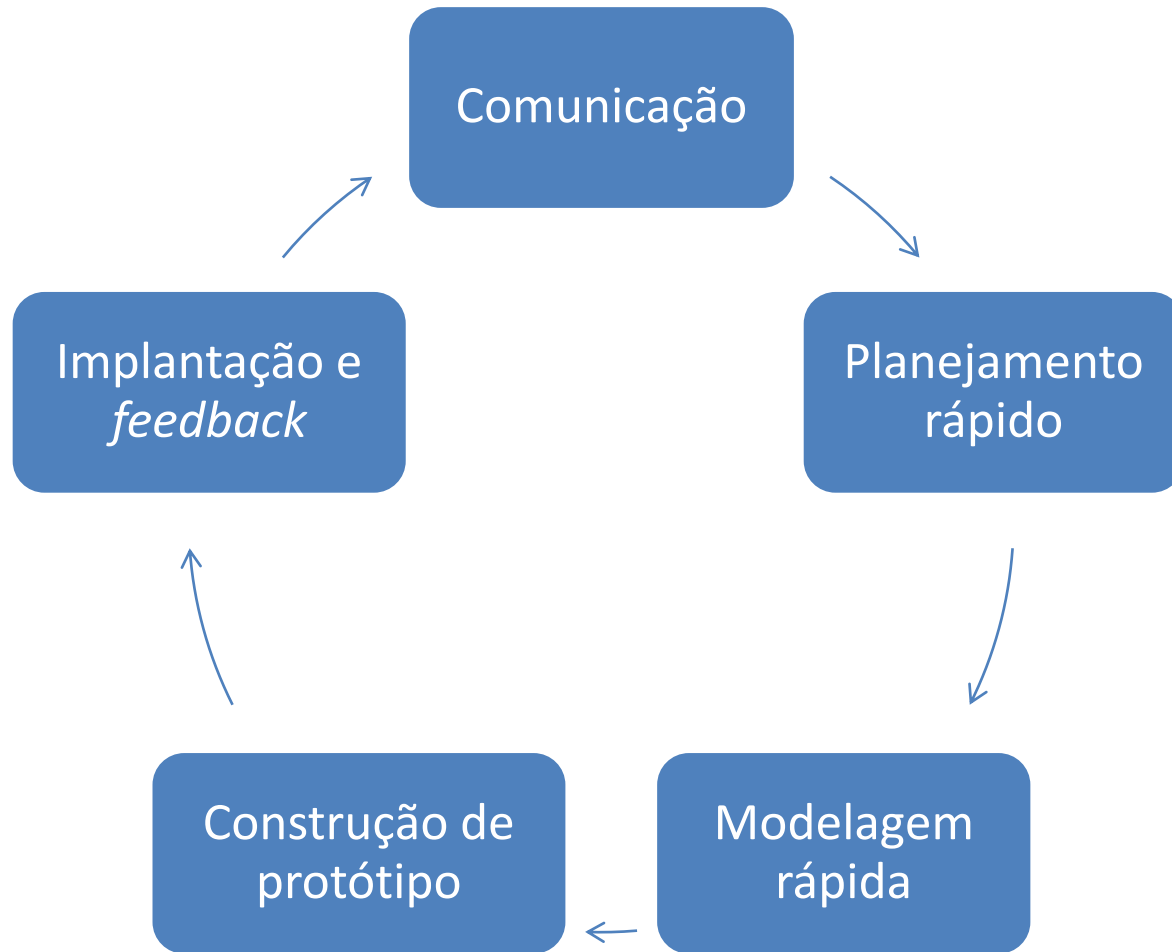 Comunicação
Planejamento
rápido
Modelagem
rápida
Construção de
protótipo
Implantação e
feedback